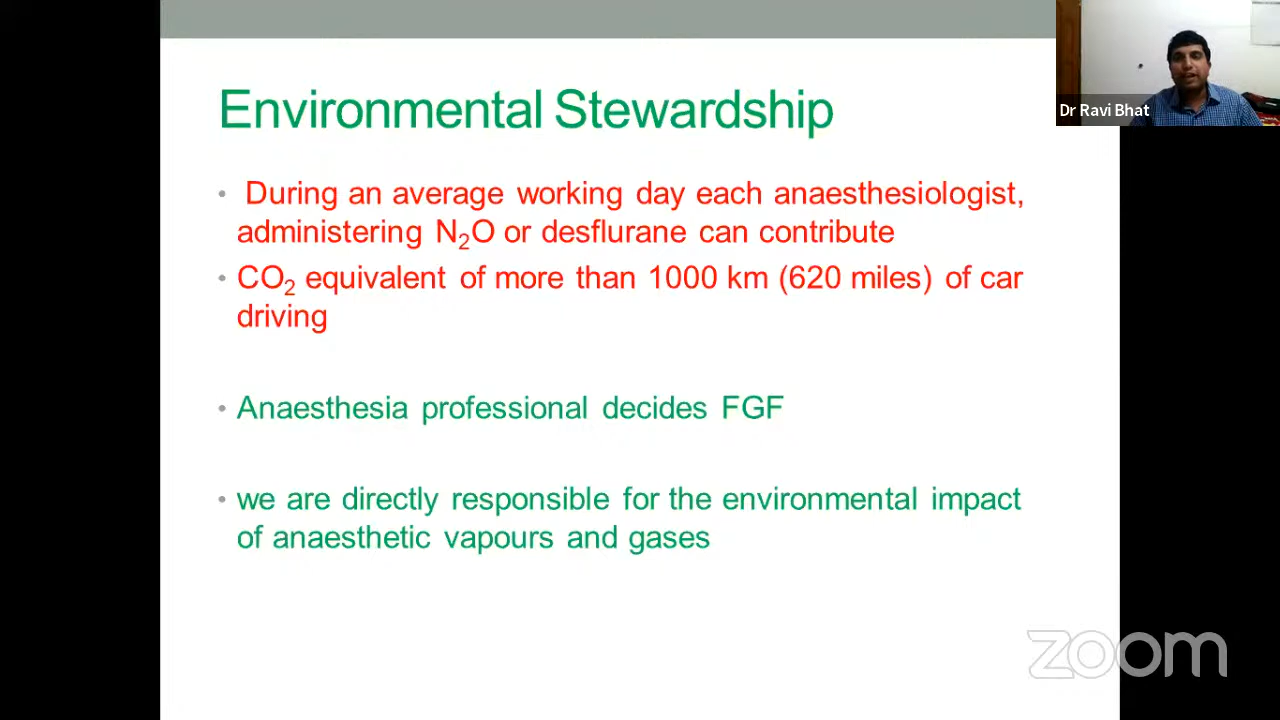 Environmental Stewardship
• During an average working day each anaesthesiologist,
administering N₂O or desflurane can contribute
• CO₂ equivalent of more than 1000 km (620 miles) of car
driving
• Anaesthesia professional decides FGF
• we are directly responsible for the environmental impact
of anaesthetic vapours and gases
Dr Ravi Bhat
zoom